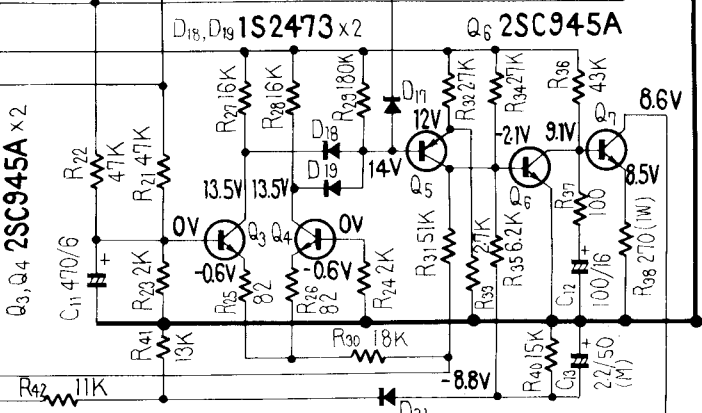 D18, D19 1S2473 ×2
Q6 2SC945A
Q3, Q4 2SC945A ×2
R22 47K
R21 47K
R27 16K
R28 16K
R29 180K
D17
R32 27K
R34 27K
R36 43K
Q7
8.6V
12V
-2.1V
9.1V
D18
D19
14V
Q5
Q6
8.5V
13.5V
13.5V
R37 100
0V
Q3
Q4
0V
-0.6V
-0.6V
C11 470/6
+
R23 2K
R25 82
R26 82
R24 2K
R31 51K
R33 2.7K
R35 6.2K
C12 100/16
+
R38 270 (1W)
R41 13K
R30 18K
-8.8V
R40 15K
C13 22/50 (M)
+
R42 11K